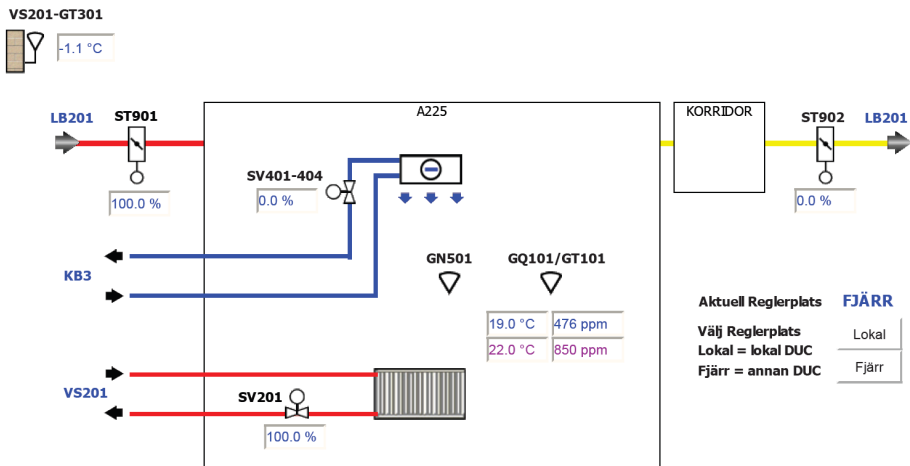 VS201-GT301
-1.1 °C
LB201
ST901
A225
KORRIDOR
ST902
LB201
100.0 %
SV401-404
0.0 %
0.0 %
KB3
GN501
GQ101/GT101
19.0 °C
476 ppm
22.0 °C
850 ppm
Aktuell Reglerplats
FJÄRR
Välj Reglerplats
Lokal = lokal DUC
Fjärr = annan DUC
Lokal
Fjärr
VS201
SV201
100.0 %